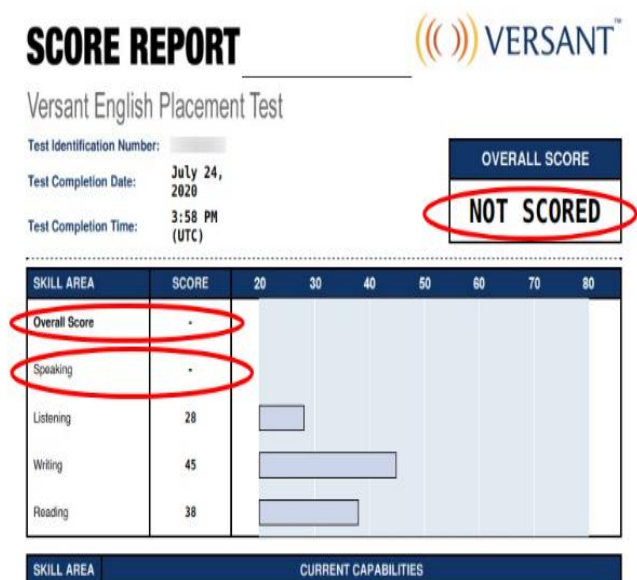 SCORE REPORT
VERSANT™
Versant English Placement Test
Test Identification Number:
Test Completion Date: July 24, 2020
Test Completion Time: 3:58 PM (UTC)
OVERALL SCORE
NOT SCORED
SKILL AREA SCORE 20 30 40 50 60 70 80
Overall Score -
Speaking -
Listening 28
Writing 45
Reading 38
SKILL AREA CURRENT CAPABILITIES